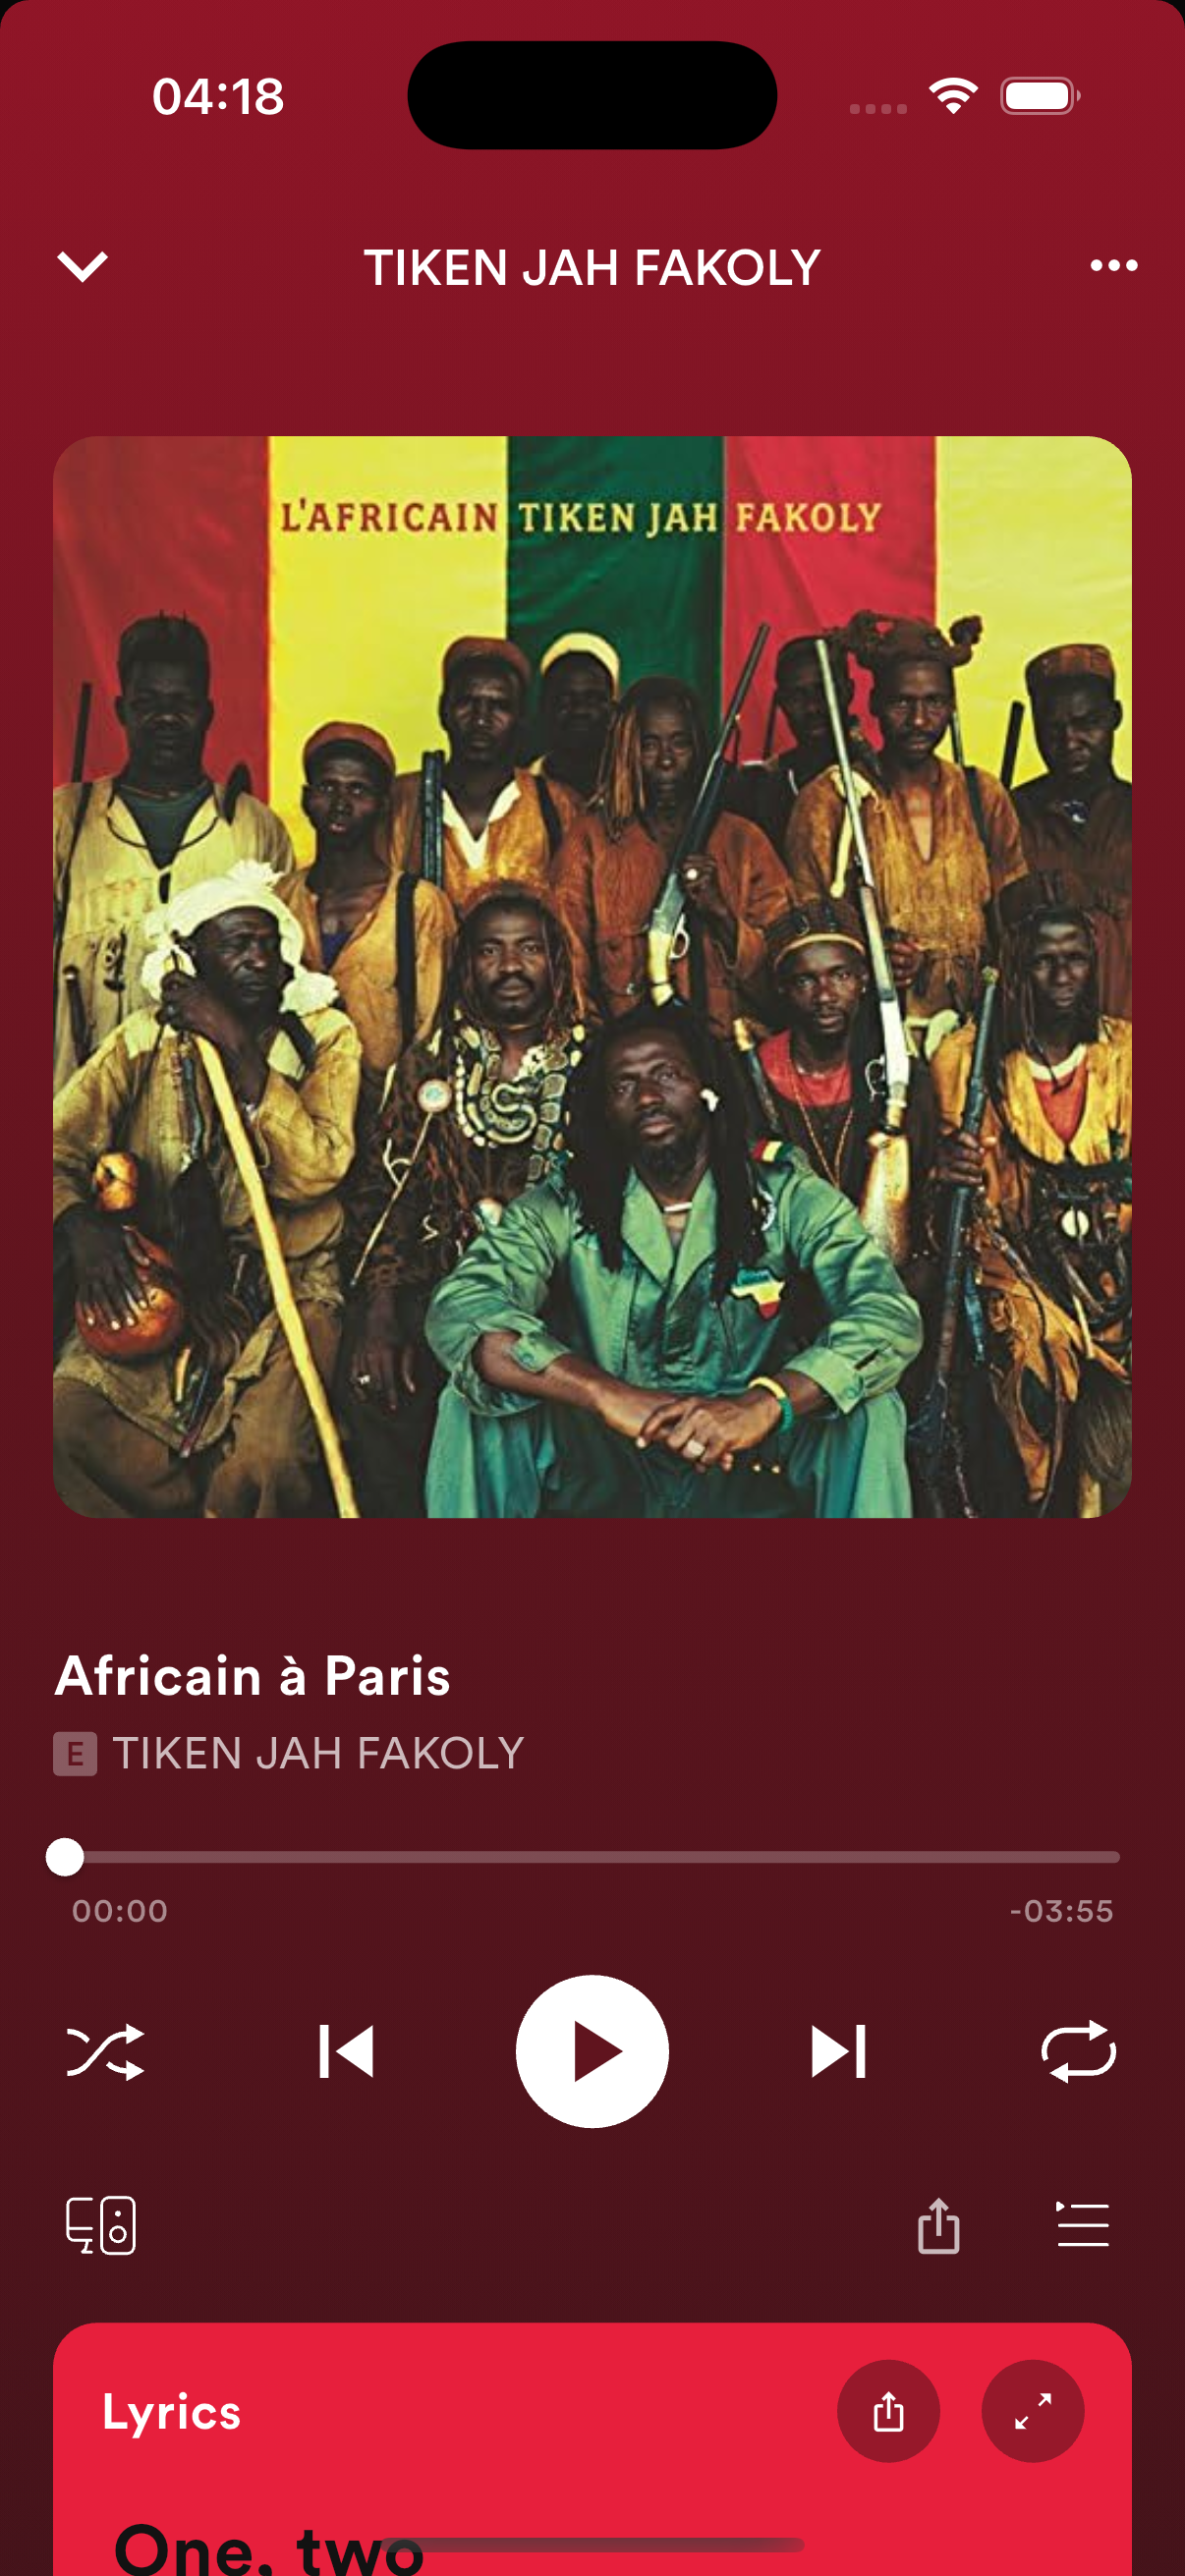 04:18
TIKEN JAH FAKOLY
L'AFRICAIN TIKEN JAH FAKOLY
Africain à Paris
E TIKEN JAH FAKOLY
00:00 -03:55
Lyrics
One, two